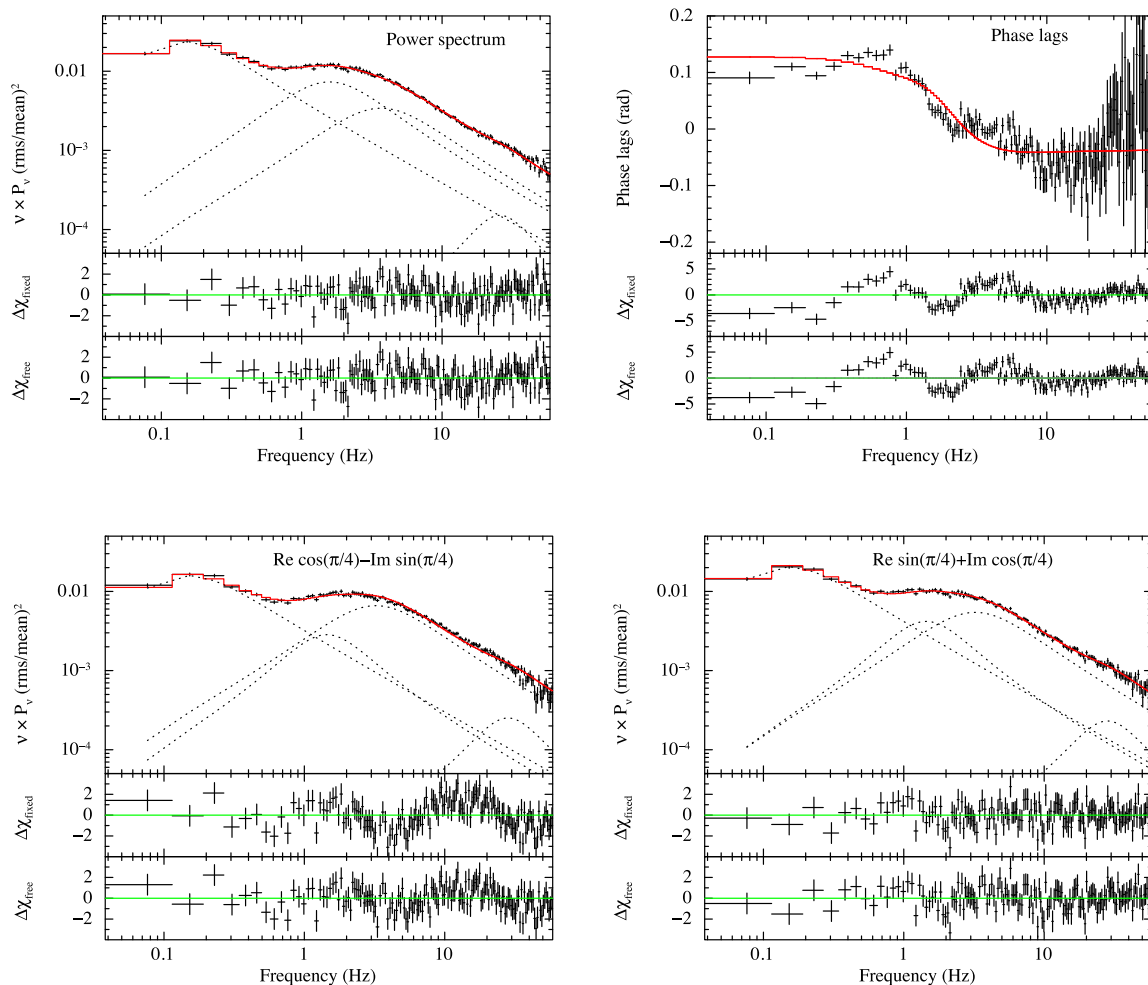 Power spectrum
ν × P_ν (rms/mean)²
0.01
10⁻³
10⁻⁴
Δχ_fixed
2
0
−2
Δχ_free
2
0
−2
0.1 1 10
Frequency (Hz)
Phase lags
Phase lags (rad)
0.2
0.1
0
−0.1
−0.2
Δχ_fixed
5
0
−5
Δχ_free
5
0
−5
0.1 1 10
Frequency (Hz)
Re cos(π/4)−Im sin(π/4)
ν × P_ν (rms/mean)²
0.01
10⁻³
10⁻⁴
Δχ_fixed
2
0
−2
Δχ_free
2
0
−2
0.1 1 10
Frequency (Hz)
Re sin(π/4)+Im cos(π/4)
ν × P_ν (rms/mean)²
0.01
10⁻³
10⁻⁴
Δχ_fixed
2
0
−2
Δχ_free
2
0
−2
0.1 1 10
Frequency (Hz)